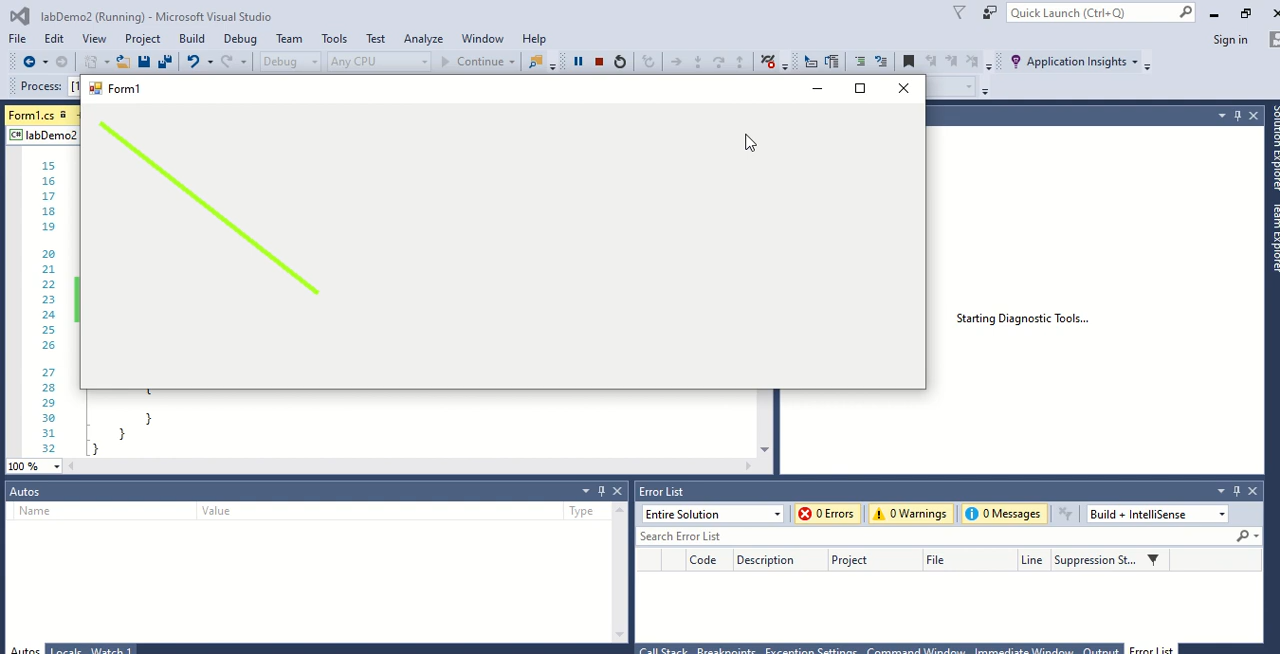 labDemo2 (Running) - Microsoft Visual Studio
Quick Launch (Ctrl+Q)
File Edit View Project Build Debug Team Tools Test Analyze Window Help
Sign in
Debug Any CPU Continue Application Insights
Process: [1
Form1
Form1.cs
C# labDemo2
15
16
17
18
19
20
21
22
23
24
25
26
27
28 {
29
30 }
31 }
32 }
100 %
Starting Diagnostic Tools...
Solution Explorer
Team Explorer
Autos
Name Value Type
Autos Locals Watch 1
Error List
Entire Solution 0 Errors 0 Warnings 0 Messages Build + IntelliSense
Search Error List
Code Description Project File Line Suppression St...
Call Stack Breakpoints Exception Settings Command Window Immediate Window Output Error List